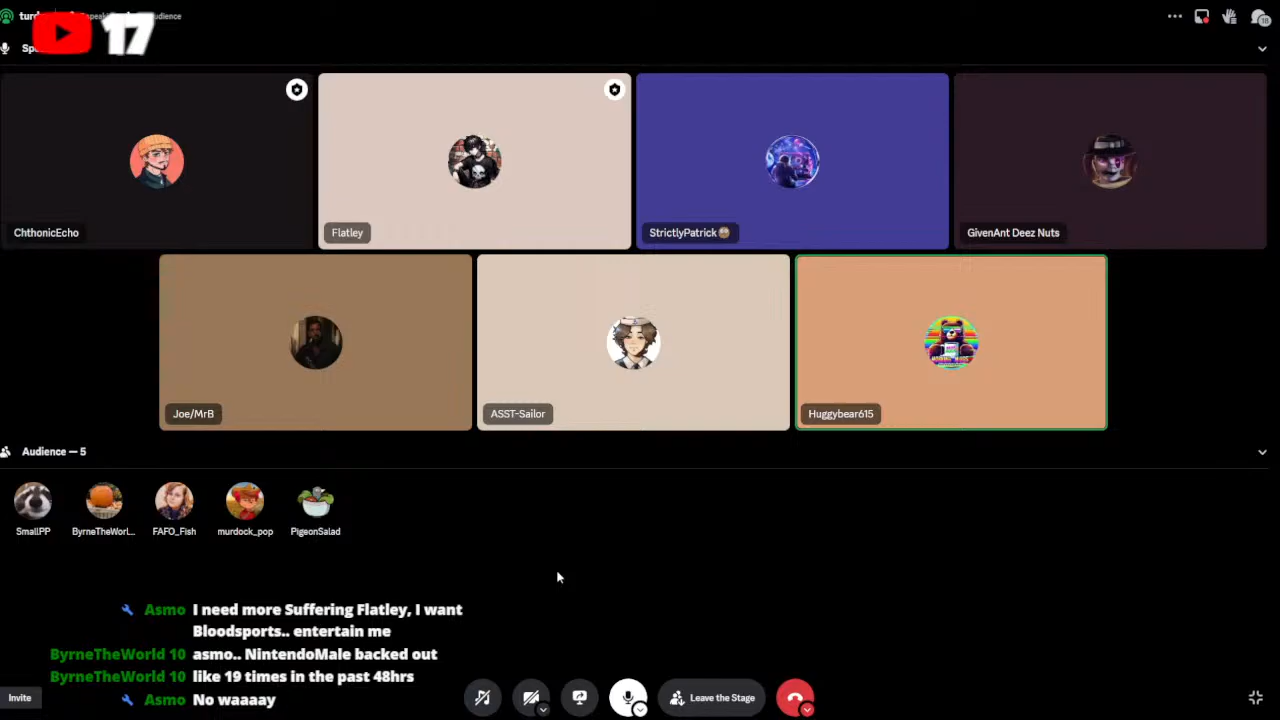 17
ChthonicEcho
Flatley
StrictlyPatrick
GivenAnt Deez Nuts
Joe/MrB
ASST-Sailor
Huggybear615
Audience — 5
SmallPP
ByrneTheWorl...
FAFO_Fish
murdock_pop
PigeonSalad
Asmo I need more Suffering Flatley, I want
Bloodsports.. entertain me
ByrneTheWorld 10 asmo.. NintendoMale backed out
ByrneTheWorld 10 like 19 times in the past 48hrs
Asmo No waaaay
Invite
Leave the Stage